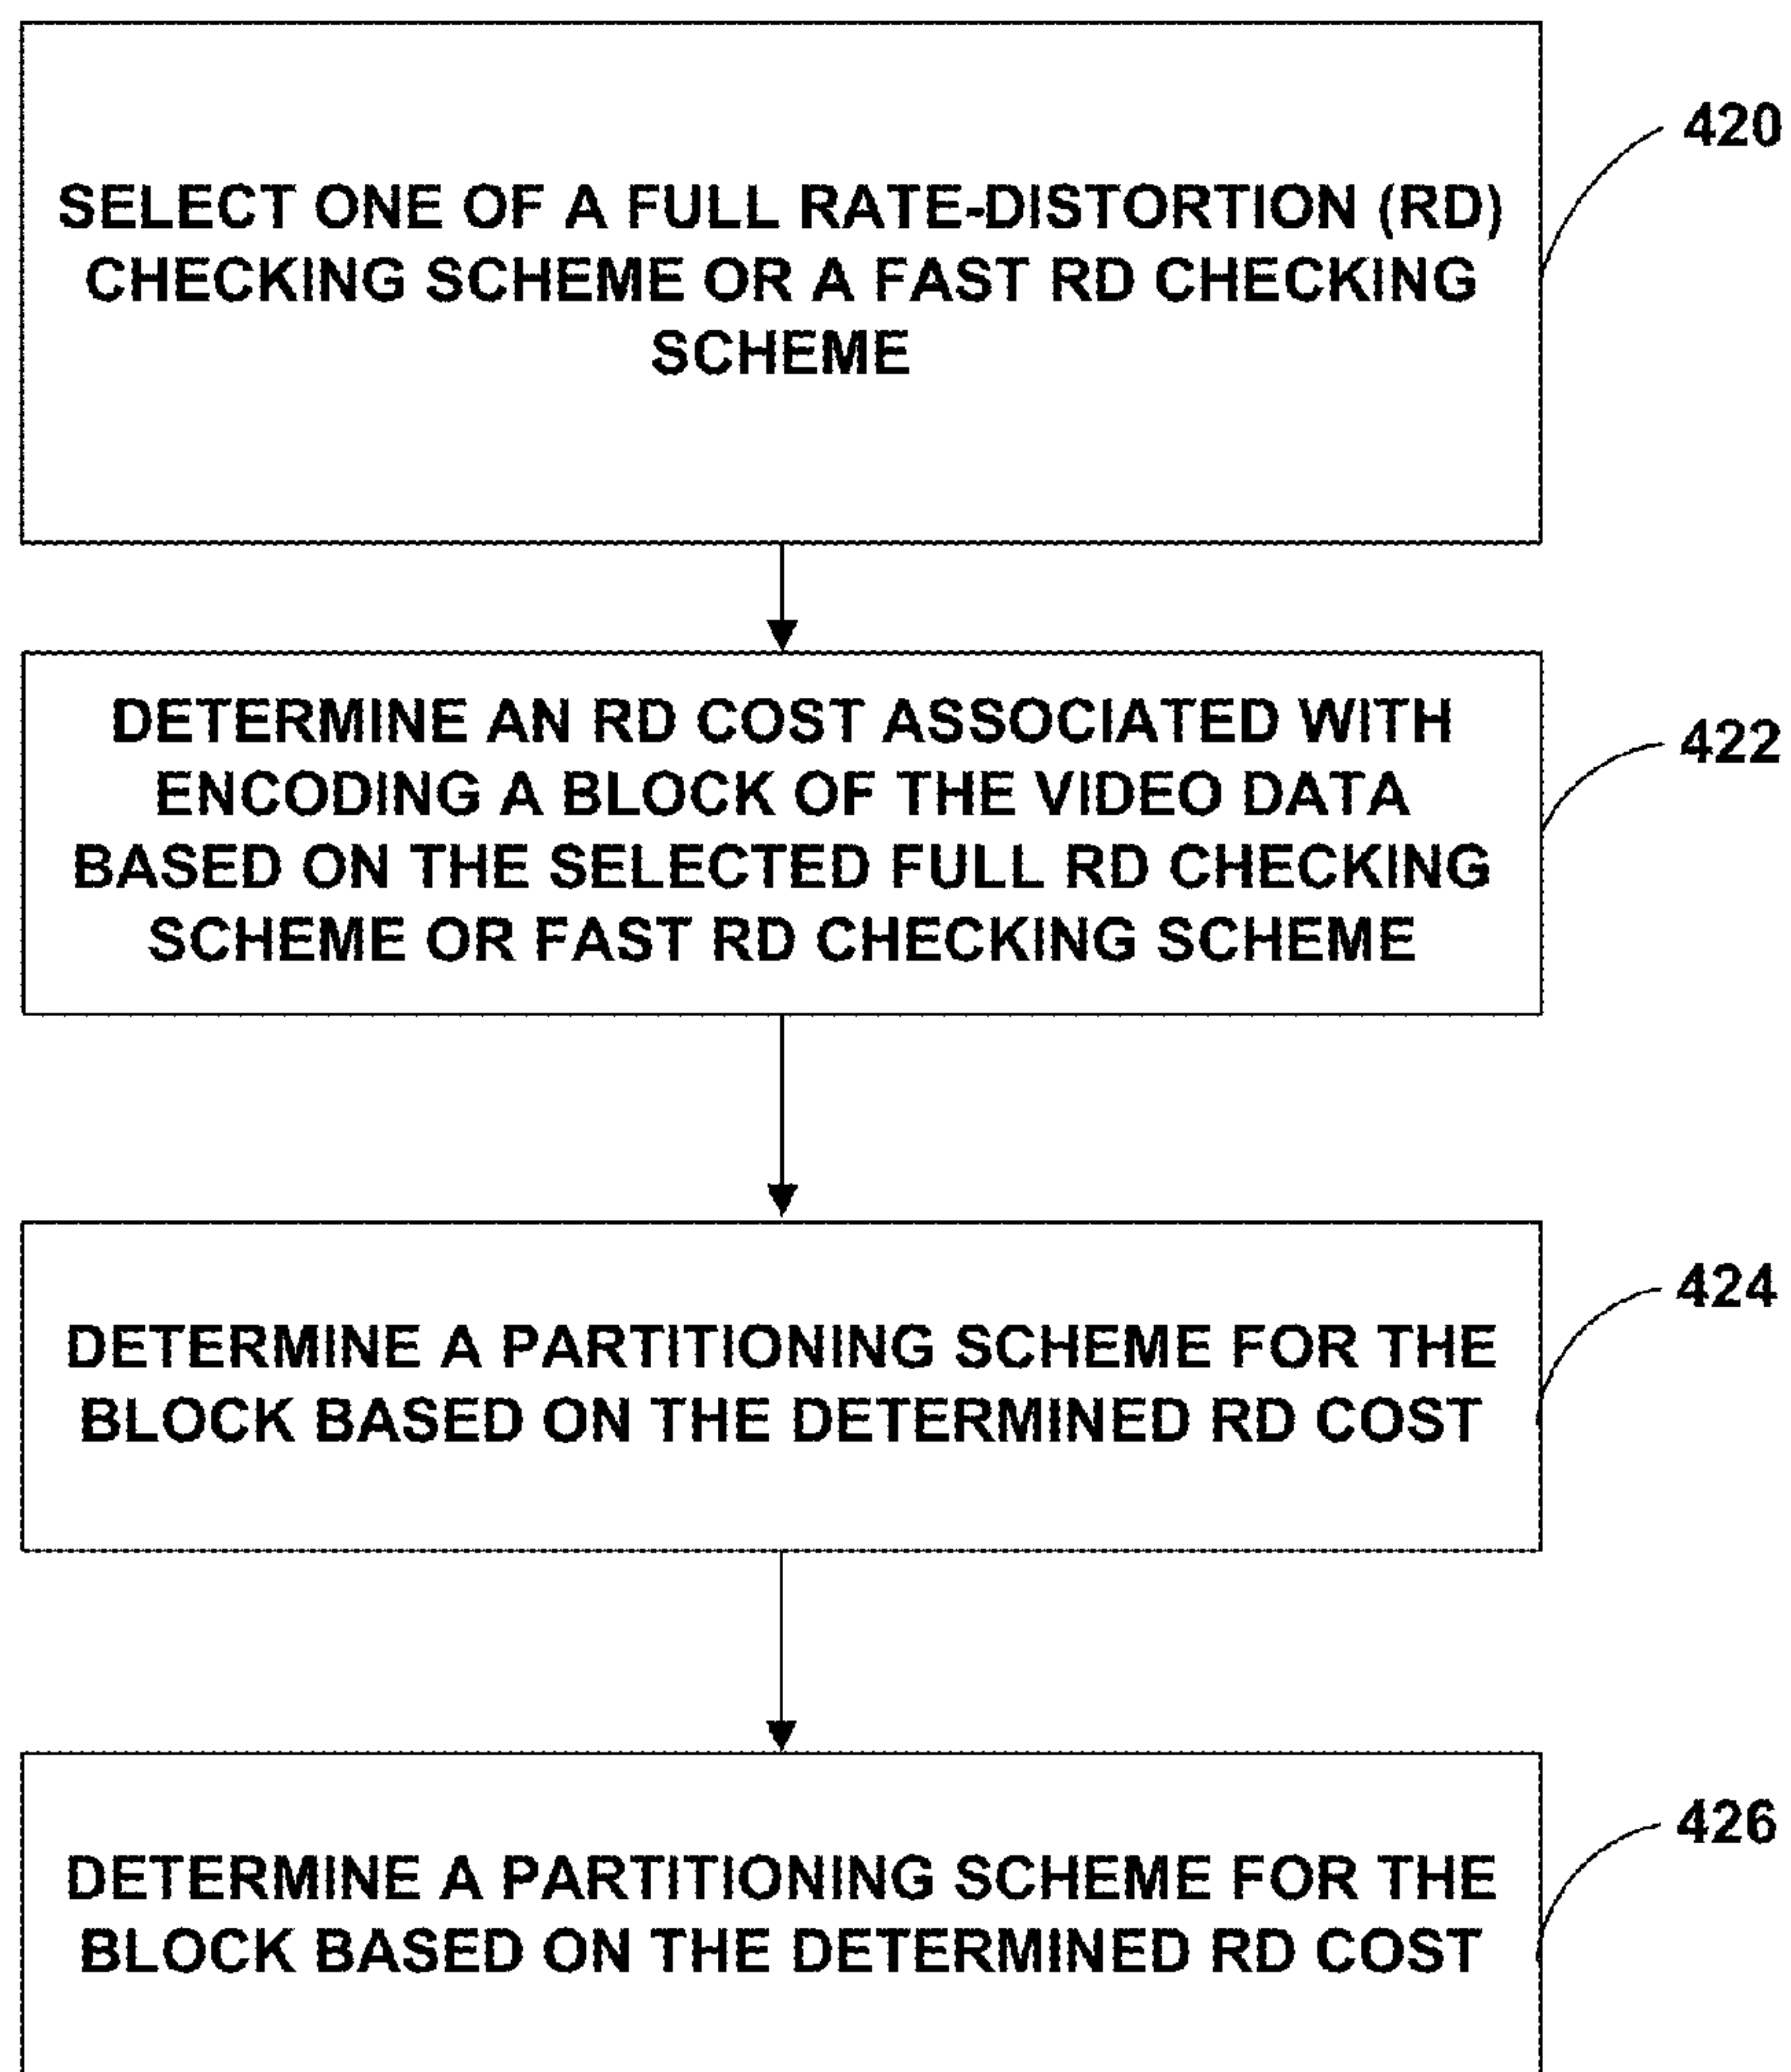 SELECT ONE OF A FULL RATE-DISTORTION (RD)
CHECKING SCHEME OR A FAST RD CHECKING
SCHEME
420
DETERMINE AN RD COST ASSOCIATED WITH
ENCODING A BLOCK OF THE VIDEO DATA
BASED ON THE SELECTED FULL RD CHECKING
SCHEME OR FAST RD CHECKING SCHEME
422
DETERMINE A PARTITIONING SCHEME FOR THE
BLOCK BASED ON THE DETERMINED RD COST
424
DETERMINE A PARTITIONING SCHEME FOR THE
BLOCK BASED ON THE DETERMINED RD COST
426